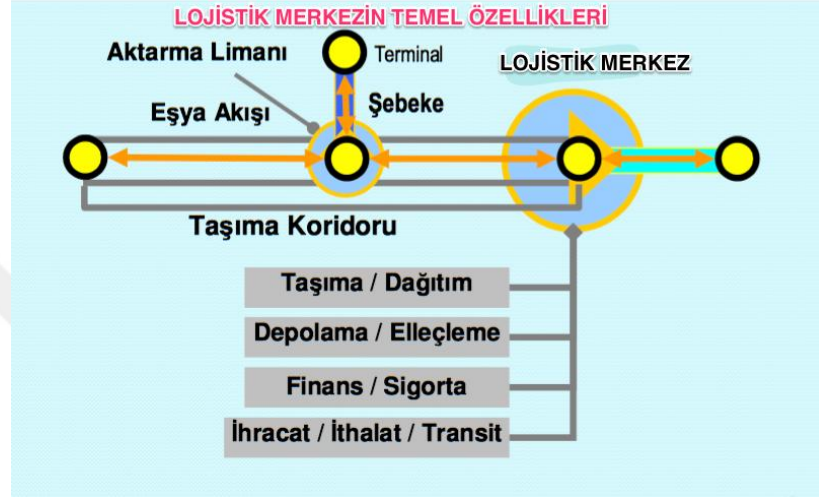 LOJİSTİK MERKEZİN TEMEL ÖZELLİKLERİ
Aktarma Limanı
Terminal
LOJİSTİK MERKEZ
Eşya Akışı
Şebeke
Taşıma Koridoru
Taşıma / Dağıtım
Depolama / Elleçleme
Finans / Sigorta
İhracat / İthalat / Transit